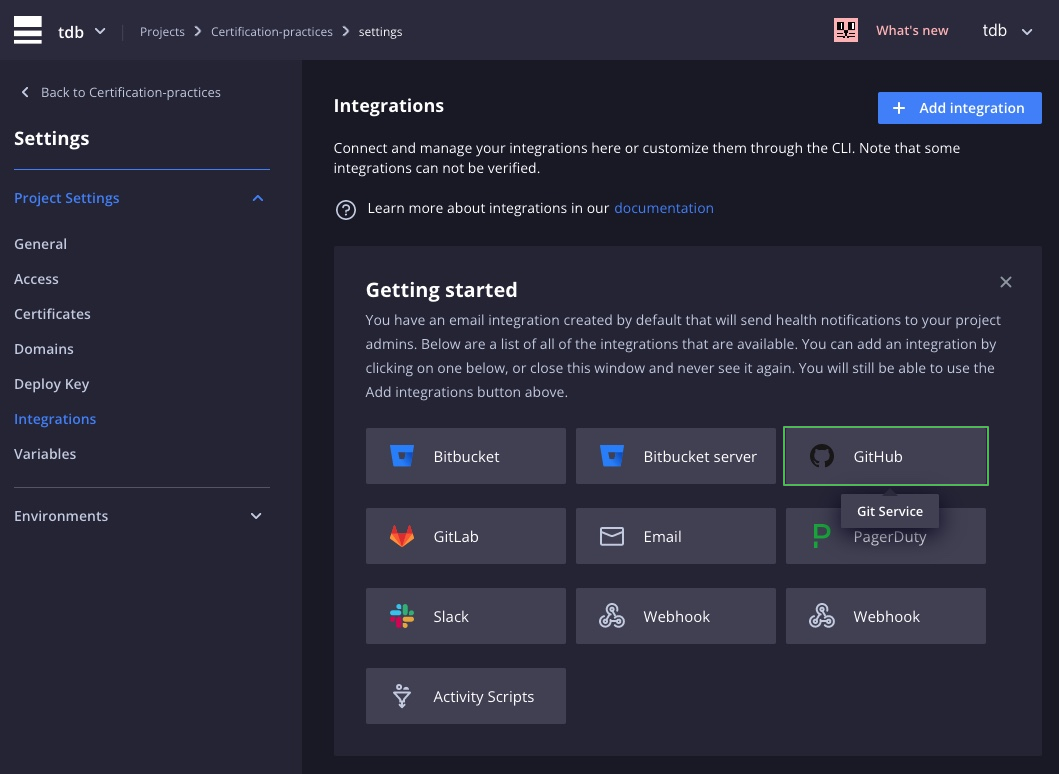 tdb
Projects
Certification-practices
settings
What's new
tdb
Back to Certification-practices
Settings
Project Settings
General
Access
Certificates
Domains
Deploy Key
Integrations
Variables
Environments
Integrations
+ Add integration
Connect and manage your integrations here or customize them through the CLI. Note that some
integrations can not be verified.
Learn more about integrations in our documentation
Getting started
You have an email integration created by default that will send health notifications to your project
admins. Below are a list of all of the integrations that are available. You can add an integration by
clicking on one below, or close this window and never see it again. You will still be able to use the
Add integrations button above.
Bitbucket
Bitbucket server
GitHub
Git Service
GitLab
Email
PagerDuty
Slack
Webhook
Webhook
Activity Scripts